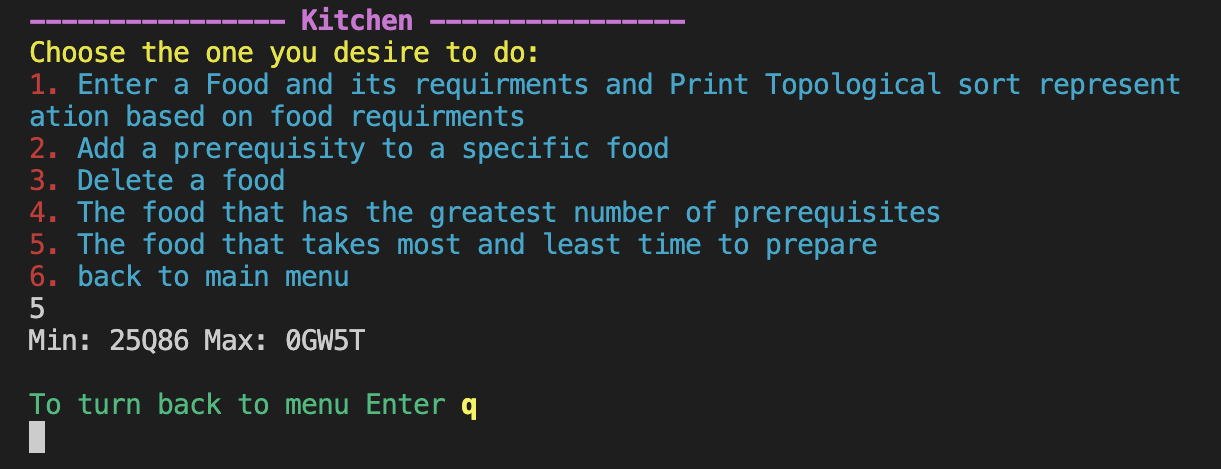 ---------------- Kitchen ----------------
Choose the one you desire to do:
1. Enter a Food and its requirments and Print Topological sort represent
ation based on food requirments
2. Add a prerequisity to a specific food
3. Delete a food
4. The food that has the greatest number of prerequisites
5. The food that takes most and least time to prepare
6. back to main menu
5
Min: 25Q86 Max: 0GW5T
To turn back to menu Enter q